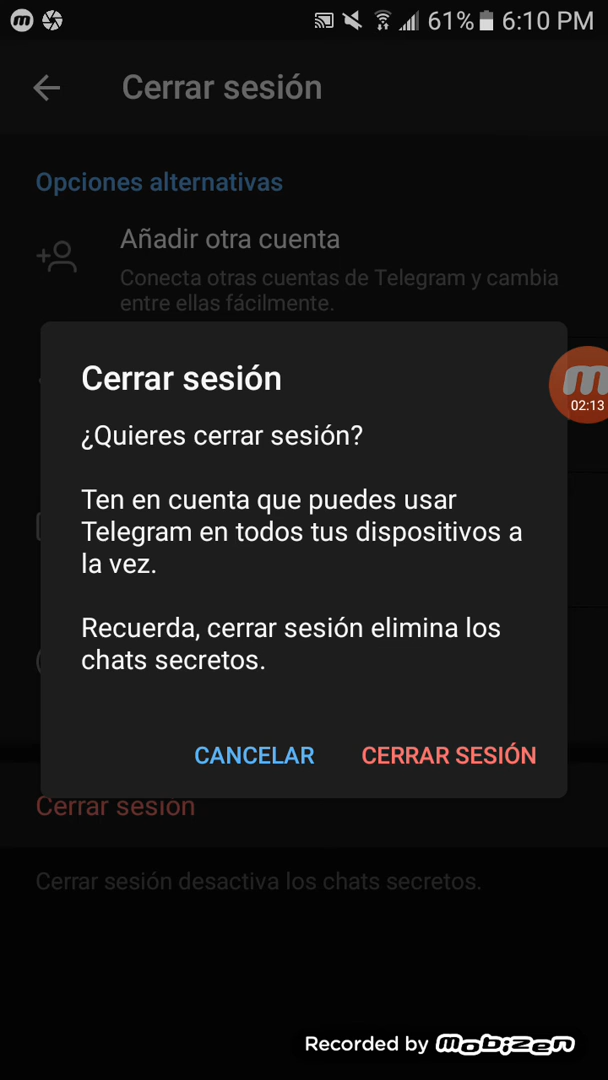 61% 6:10 PM
Cerrar sesión
Opciones alternativas
Añadir otra cuenta
Conecta otras cuentas de Telegram y cambia
entre ellas fácilmente.
Cerrar sesión
¿Quieres cerrar sesión?
Ten en cuenta que puedes usar
Telegram en todos tus dispositivos a
la vez.
Recuerda, cerrar sesión elimina los
chats secretos.
CANCELAR CERRAR SESIÓN
02:13
Cerrar sesión
Cerrar sesión desactiva los chats secretos.
Recorded by mobizen